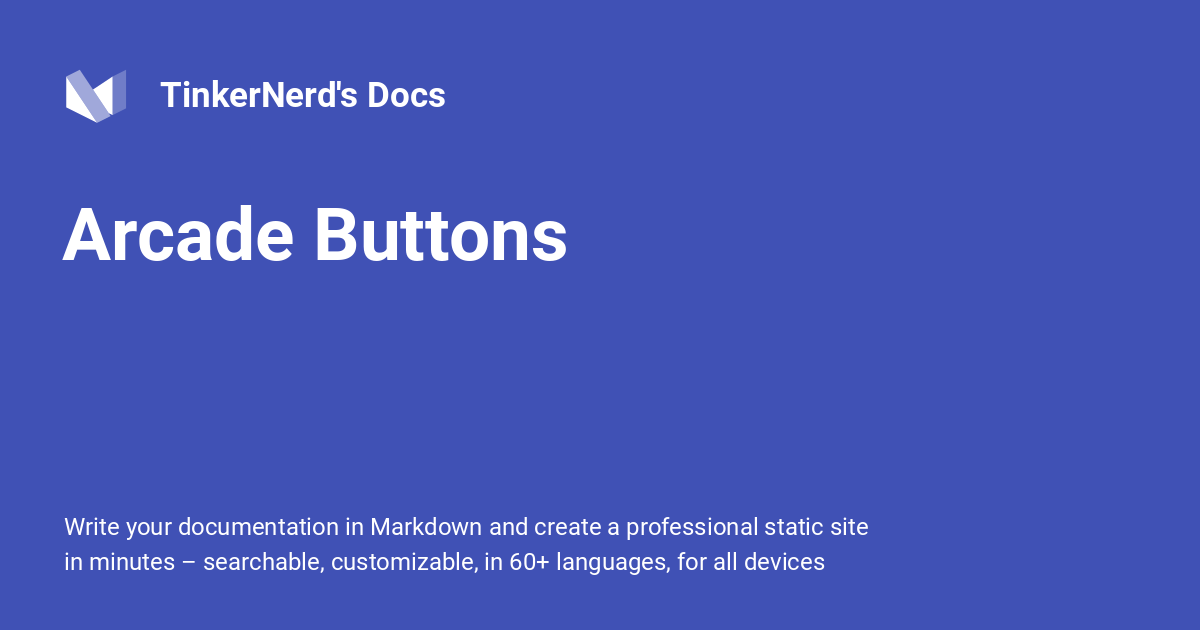 TinkerNerd's Docs
Arcade Buttons
Write your documentation in Markdown and create a professional static site
in minutes – searchable, customizable, in 60+ languages, for all devices